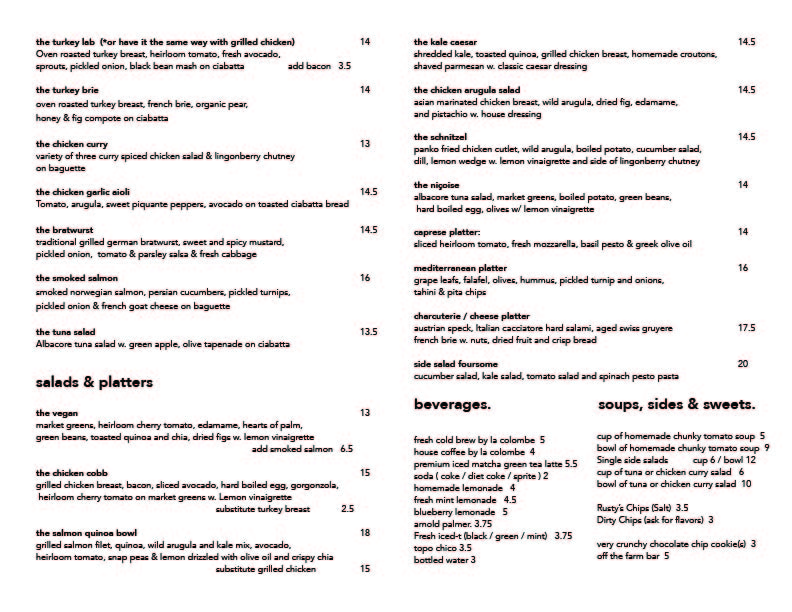 the turkey lab (*or have it the same way with grilled chicken) 14
Oven roasted turkey breast, heirloom tomato, fresh avocado,
sprouts, pickled onion, black bean mash on ciabatta add bacon 3.5
the turkey brie 14
oven roasted turkey breast, french brie, organic pear,
honey & fig compote on ciabatta
the chicken curry 13
variety of three curry spiced chicken salad & lingonberry chutney
on baguette
the chicken garlic aioli 14.5
Tomato, arugula, sweet piquante peppers, avocado on toasted ciabatta bread
the bratwurst 14.5
traditional grilled german bratwurst, sweet and spicy mustard,
pickled onion, tomato & parsley salsa & fresh cabbage
the smoked salmon 16
smoked norwegian salmon, persian cucumbers, pickled turnips,
pickled onion & french goat cheese on baguette
the tuna salad 13.5
Albacore tuna salad w. green apple, olive tapenade on ciabatta
salads & platters
the vegan 13
market greens, heirloom cherry tomato, edamame, hearts of palm,
green beans, toasted quinoa and chia, dried figs w. lemon vinaigrette
add smoked salmon 6.5
the chicken cobb 15
grilled chicken breast, bacon, sliced avocado, hard boiled egg, gorgonzola,
heirloom cherry tomato on market greens w. Lemon vinaigrette
substitute turkey breast 2.5
the salmon quinoa bowl 18
grilled salmon filet, quinoa, wild arugula and kale mix, avocado,
heirloom tomato, snap peas & lemon drizzled with olive oil and crispy chia
substitute grilled chicken 15
the kale caesar 14.5
shredded kale, toasted quinoa, grilled chicken breast, homemade croutons,
shaved parmesan w. classic caesar dressing
the chicken arugula salad 14.5
asian marinated chicken breast, wild arugula, dried fig, edamame,
and pistachio w. house dressing
the schnitzel 14.5
panko fried chicken cutlet, wild arugula, boiled potato, cucumber salad,
dill, lemon wedge w. lemon vinaigrette and side of lingonberry chutney
the niçoise 14
albacore tuna salad, market greens, boiled potato, green beans,
hard boiled egg, olives w/ lemon vinaigrette
caprese platter: 14
sliced heirloom tomato, fresh mozzarella, basil pesto & greek olive oil
mediterranean platter 16
grape leafs, falafel, olives, hummus, pickled turnip and onions,
tahini & pita chips
charcuterie / cheese platter
austrian speck, Italian cacciatore hard salami, aged swiss gruyere 17.5
french brie w. nuts, dried fruit and crisp bread
side salad foursome 20
cucumber salad, kale salad, tomato salad and spinach pesto pasta
beverages.
fresh cold brew by la colombe 5
house coffee by la colombe 4
premium iced matcha green tea latte 5.5
soda ( coke / diet coke / sprite ) 2
homemade lemonade 4
fresh mint lemonade 4.5
blueberry lemonade 5
arnold palmer. 3.75
Fresh iced-t (black / green / mint) 3.75
topo chico 3.5
bottled water 3
soups, sides & sweets.
cup of homemade chunky tomato soup 5
bowl of homemade chunky tomato soup 9
Single side salads cup 6 / bowl 12
cup of tuna or chicken curry salad 6
bowl of tuna or chicken curry salad 10
Rusty's Chips (Salt) 3.5
Dirty Chips (ask for flavors) 3
very crunchy chocolate chip cookie(s) 3
off the farm bar 5